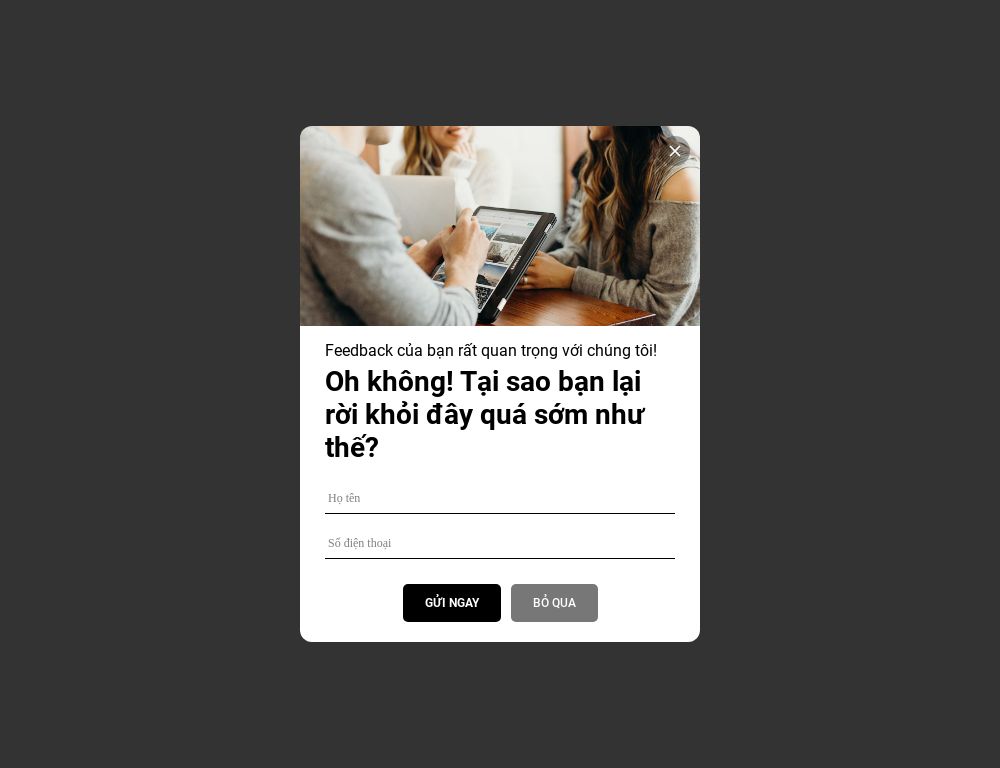 Feedback của bạn rất quan trọng với chúng tôi!
Oh không! Tại sao bạn lại
rời khỏi đây quá sớm như
thế?
Họ tên
Số điện thoại
GỬI NGAY
BỎ QUA